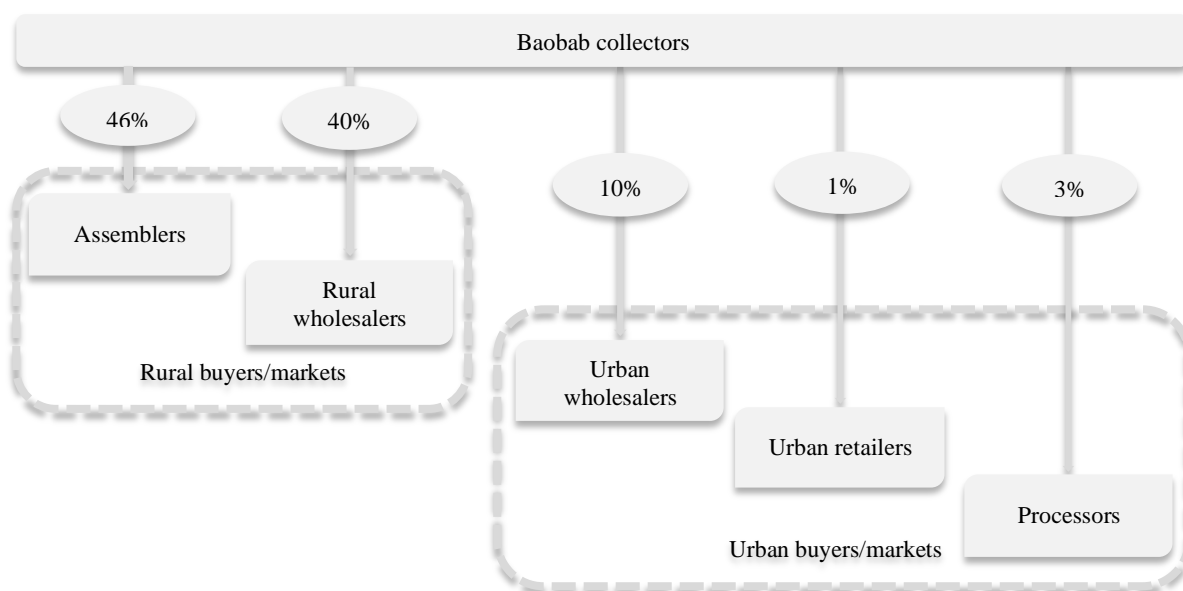 Baobab collectors
46%
40%
10%
1%
3%
Assemblers
Rural
wholesalers
Rural buyers/markets
Urban
wholesalers
Urban retailers
Processors
Urban buyers/markets